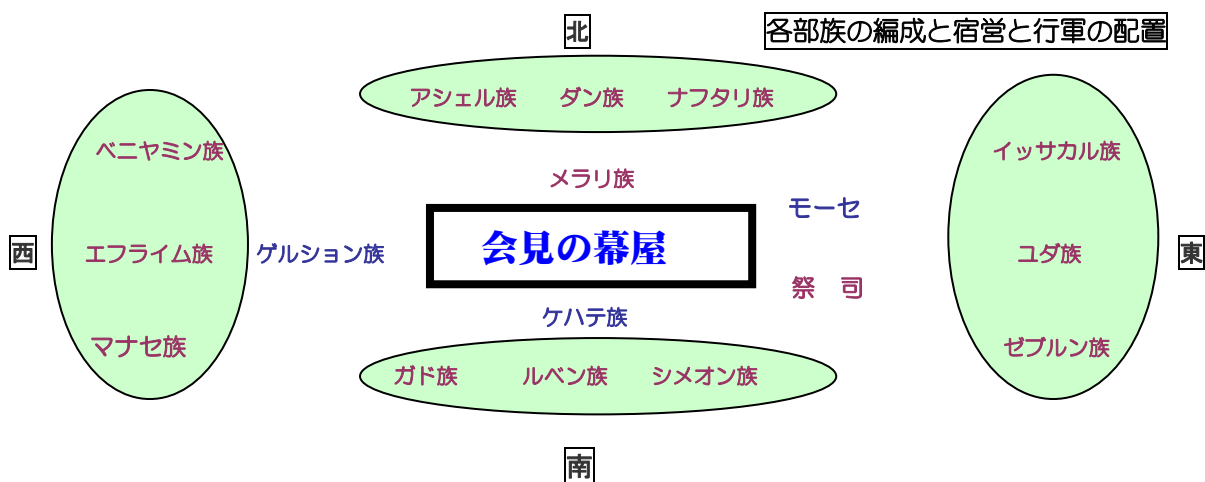 北
各部族の編成と宿営と行軍の配置
アシェル族 ダン族 ナフタリ族
ベニヤミン族
イッサカル族
メラリ族
モーセ
西
エフライム族
ゲルション族
会見の幕屋
ユダ族
東
祭 司
ケハテ族
マナセ族
ゼブルン族
ガド族 ルベン族 シメオン族
南